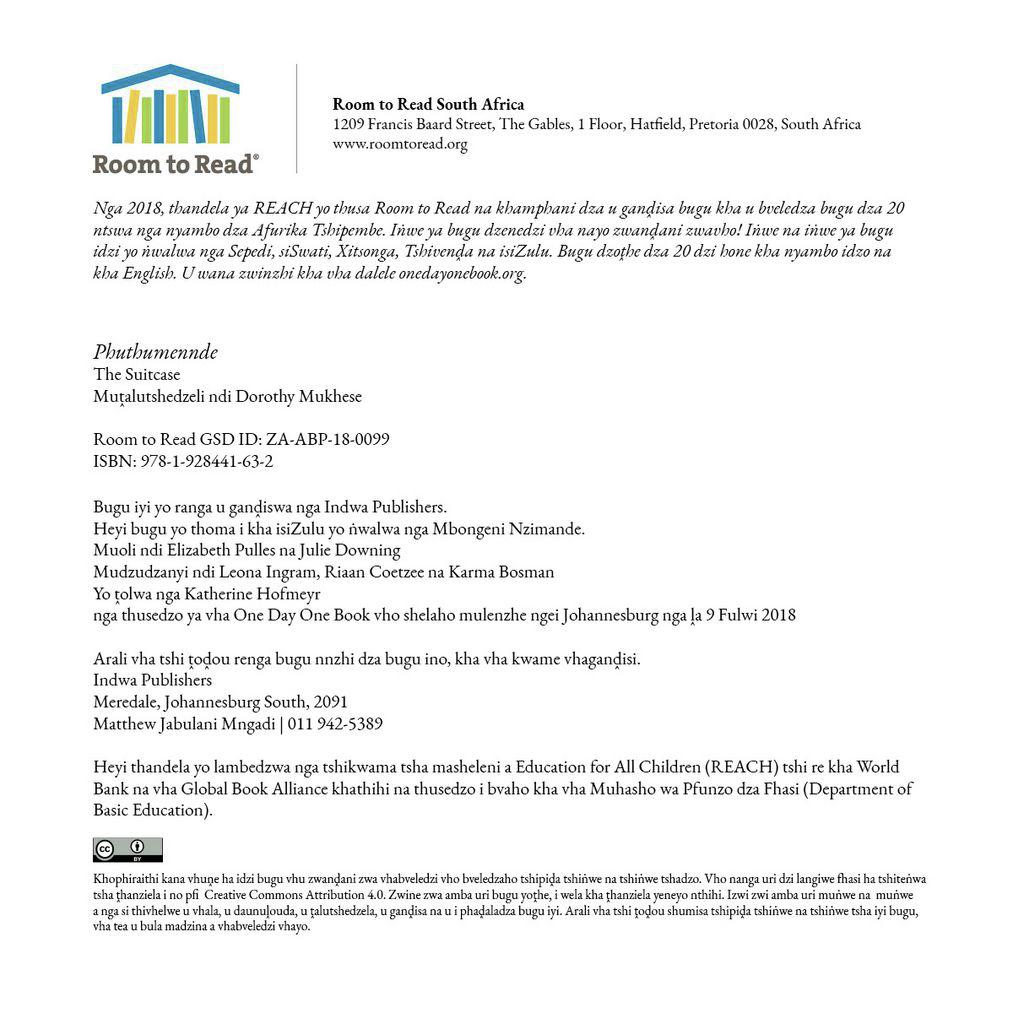 Room to Read®
Room to Read South Africa
1209 Francis Baard Street, The Gables, 1 Floor, Hatfield, Pretoria 0028, South Africa
www.roomtoread.org
Nga 2018, thandela ya REACH yo thusa Room to Read na khamphani dza u ganḓisa bugu kha u bveledza bugu dza 20
ntswa nga nyambo dza Afurika Tshipembe. Iṅwe ya bugu dzenedzi vha nayo zwanḓani zwavho! Iṅwe na iṅwe ya bugu
idzi yo ṅwalwa nga Sepedi, siSwati, Xitsonga, Tshivenḓa na isiZulu. Bugu dzoṱhe dza 20 dzi hone kha nyambo idzo na
kha English. U wana zwinzhi kha vha dalele onedayonebook.org.
Phuthumennde
The Suitcase
Muṱalutshedzeli ndi Dorothy Mukhese
Room to Read GSD ID: ZA-ABP-18-0099
ISBN: 978-1-928441-63-2
Bugu iyi yo ranga u ganḓiswa nga Indwa Publishers.
Heyi bugu yo thoma i kha isiZulu yo ṅwalwa nga Mbongeni Nzimande.
Muoli ndi Elizabeth Pulles na Julie Downing
Mudzudzanyi ndi Leona Ingram, Riaan Coetzee na Karma Bosman
Yo ṱolwa nga Katherine Hofmeyr
nga thusedzo ya vha One Day One Book vho shelaho mulenzhe ngei Johannesburg nga ḽa 9 Fulwi 2018
Arali vha tshi ṱoḓou renga bugu nnzhi dza bugu ino, kha vha kwame vhaganḓisi.
Indwa Publishers
Meredale, Johannesburg South, 2091
Matthew Jabulani Mngadi | 011 942-5389
Heyi thandela yo lambedzwa nga tshikwama tsha masheleni a Education for All Children (REACH) tshi re kha World
Bank na vha Global Book Alliance khathihi na thusedzo i bvaho kha vha Muhasho wa Pfunzo dza Fhasi (Department of
Basic Education).
cc BY
Khophiraithi kana vhuṋe ha idzi bugu vhu zwanḓani zwa vhabveledzi vho bveledzaho tshipiḓa tshiṅwe na tshiṅwe tshadzo. Vho nanga uri dzi langiwe fhasi ha tshiteṅwa
tsha ṱhanziela i no pfi Creative Commons Attribution 4.0. Zwine zwa amba uri bugu yoṱhe, i wela kha ṱhanziela yeneyo nthihi. Izwi zwi amba uri muṅwe na muṅwe
a nga si thivhelwe u vhala, u daunuḽouda, u ṱalutshedzela, u ganḓisa na u i phaḓaladza bugu iyi. Arali vha tshi ṱoḓou shumisa tshipiḓa tshiṅwe na tshiṅwe tsha iyi bugu,
vha tea u bula madzina a vhabveledzi vhayo.